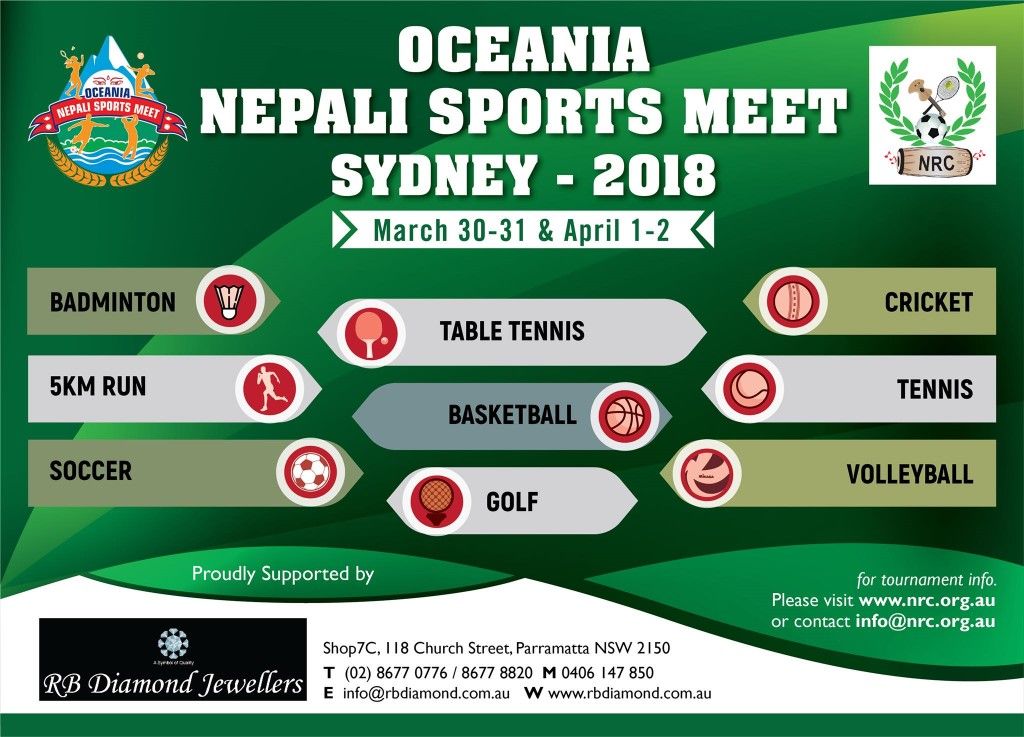 OCEANIA
NEPALI SPORTS MEET
SYDNEY - 2018
March 30-31 & April 1-2
OCEANIA
NEPALI SPORTS MEET
NRC
BADMINTON
TABLE TENNIS
CRICKET
5KM RUN
BASKETBALL
TENNIS
SOCCER
GOLF
VOLLEYBALL
Proudly Supported by
for tournament info.
Please visit www.nrc.org.au
or contact info@nrc.org.au
A Symbol of Quality
RB Diamond Jewellers
Shop7C, 118 Church Street, Parramatta NSW 2150
T (02) 8677 0776 / 8677 8820 M 0406 147 850
E info@rbdiamond.com.au W www.rbdiamond.com.au